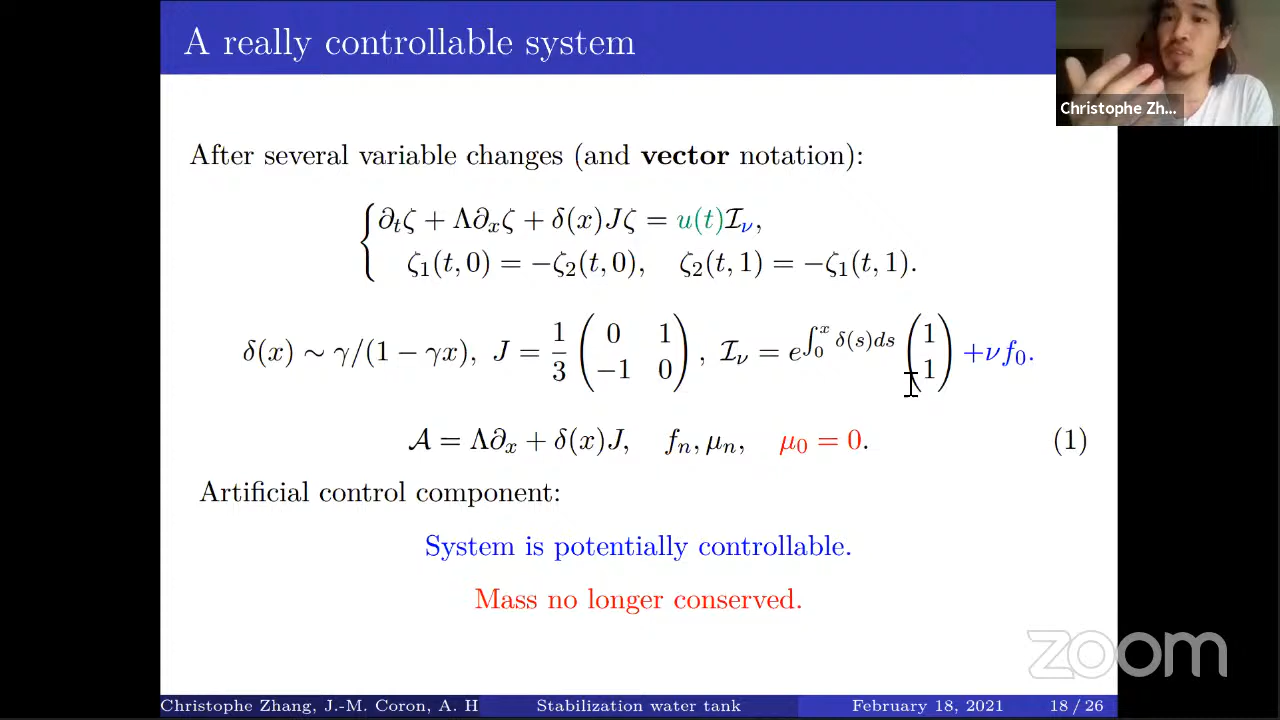 A really controllable system
Christophe Zh...
After several variable changes (and vector notation):
∂ₜζ + Λ∂ₓζ + δ(x)Jζ = u(t)ℐ_ν,
ζ₁(t, 0) = −ζ₂(t, 0), ζ₂(t, 1) = −ζ₁(t, 1).
δ(x) ∼ γ/(1 − γx), J = 1/3 (0 1 −1 0), ℐ_ν = e^{∫₀ˣ δ(s)ds} (1 1) +νf₀.
𝒜 = Λ∂ₓ + δ(x)J, fₙ, μₙ, μ₀ = 0. (1)
Artificial control component:
System is potentially controllable.
Mass no longer conserved.
zoom
Christophe Zhang, J.-M. Coron, A. H Stabilization water tank February 18, 2021 18 / 26